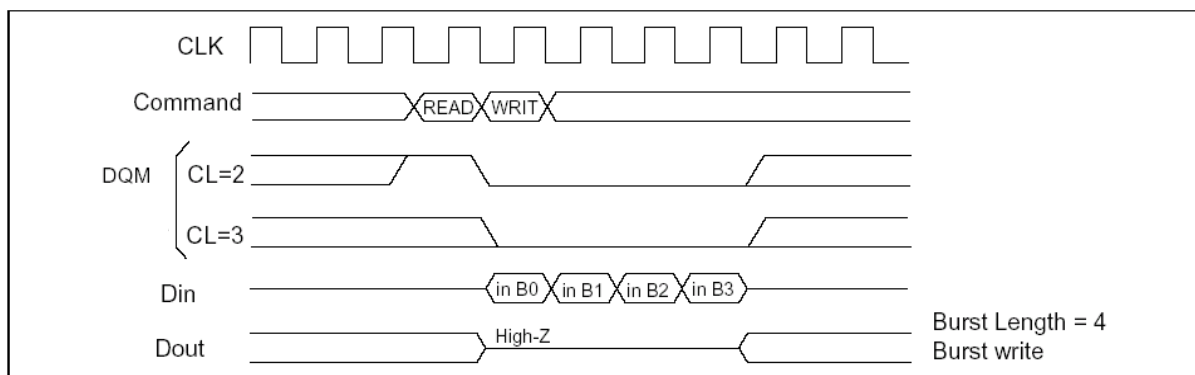 CLK
Command READ WRIT
DQM CL=2
CL=3
Din in B0 in B1 in B2 in B3
Dout High-Z
Burst Length = 4
Burst write